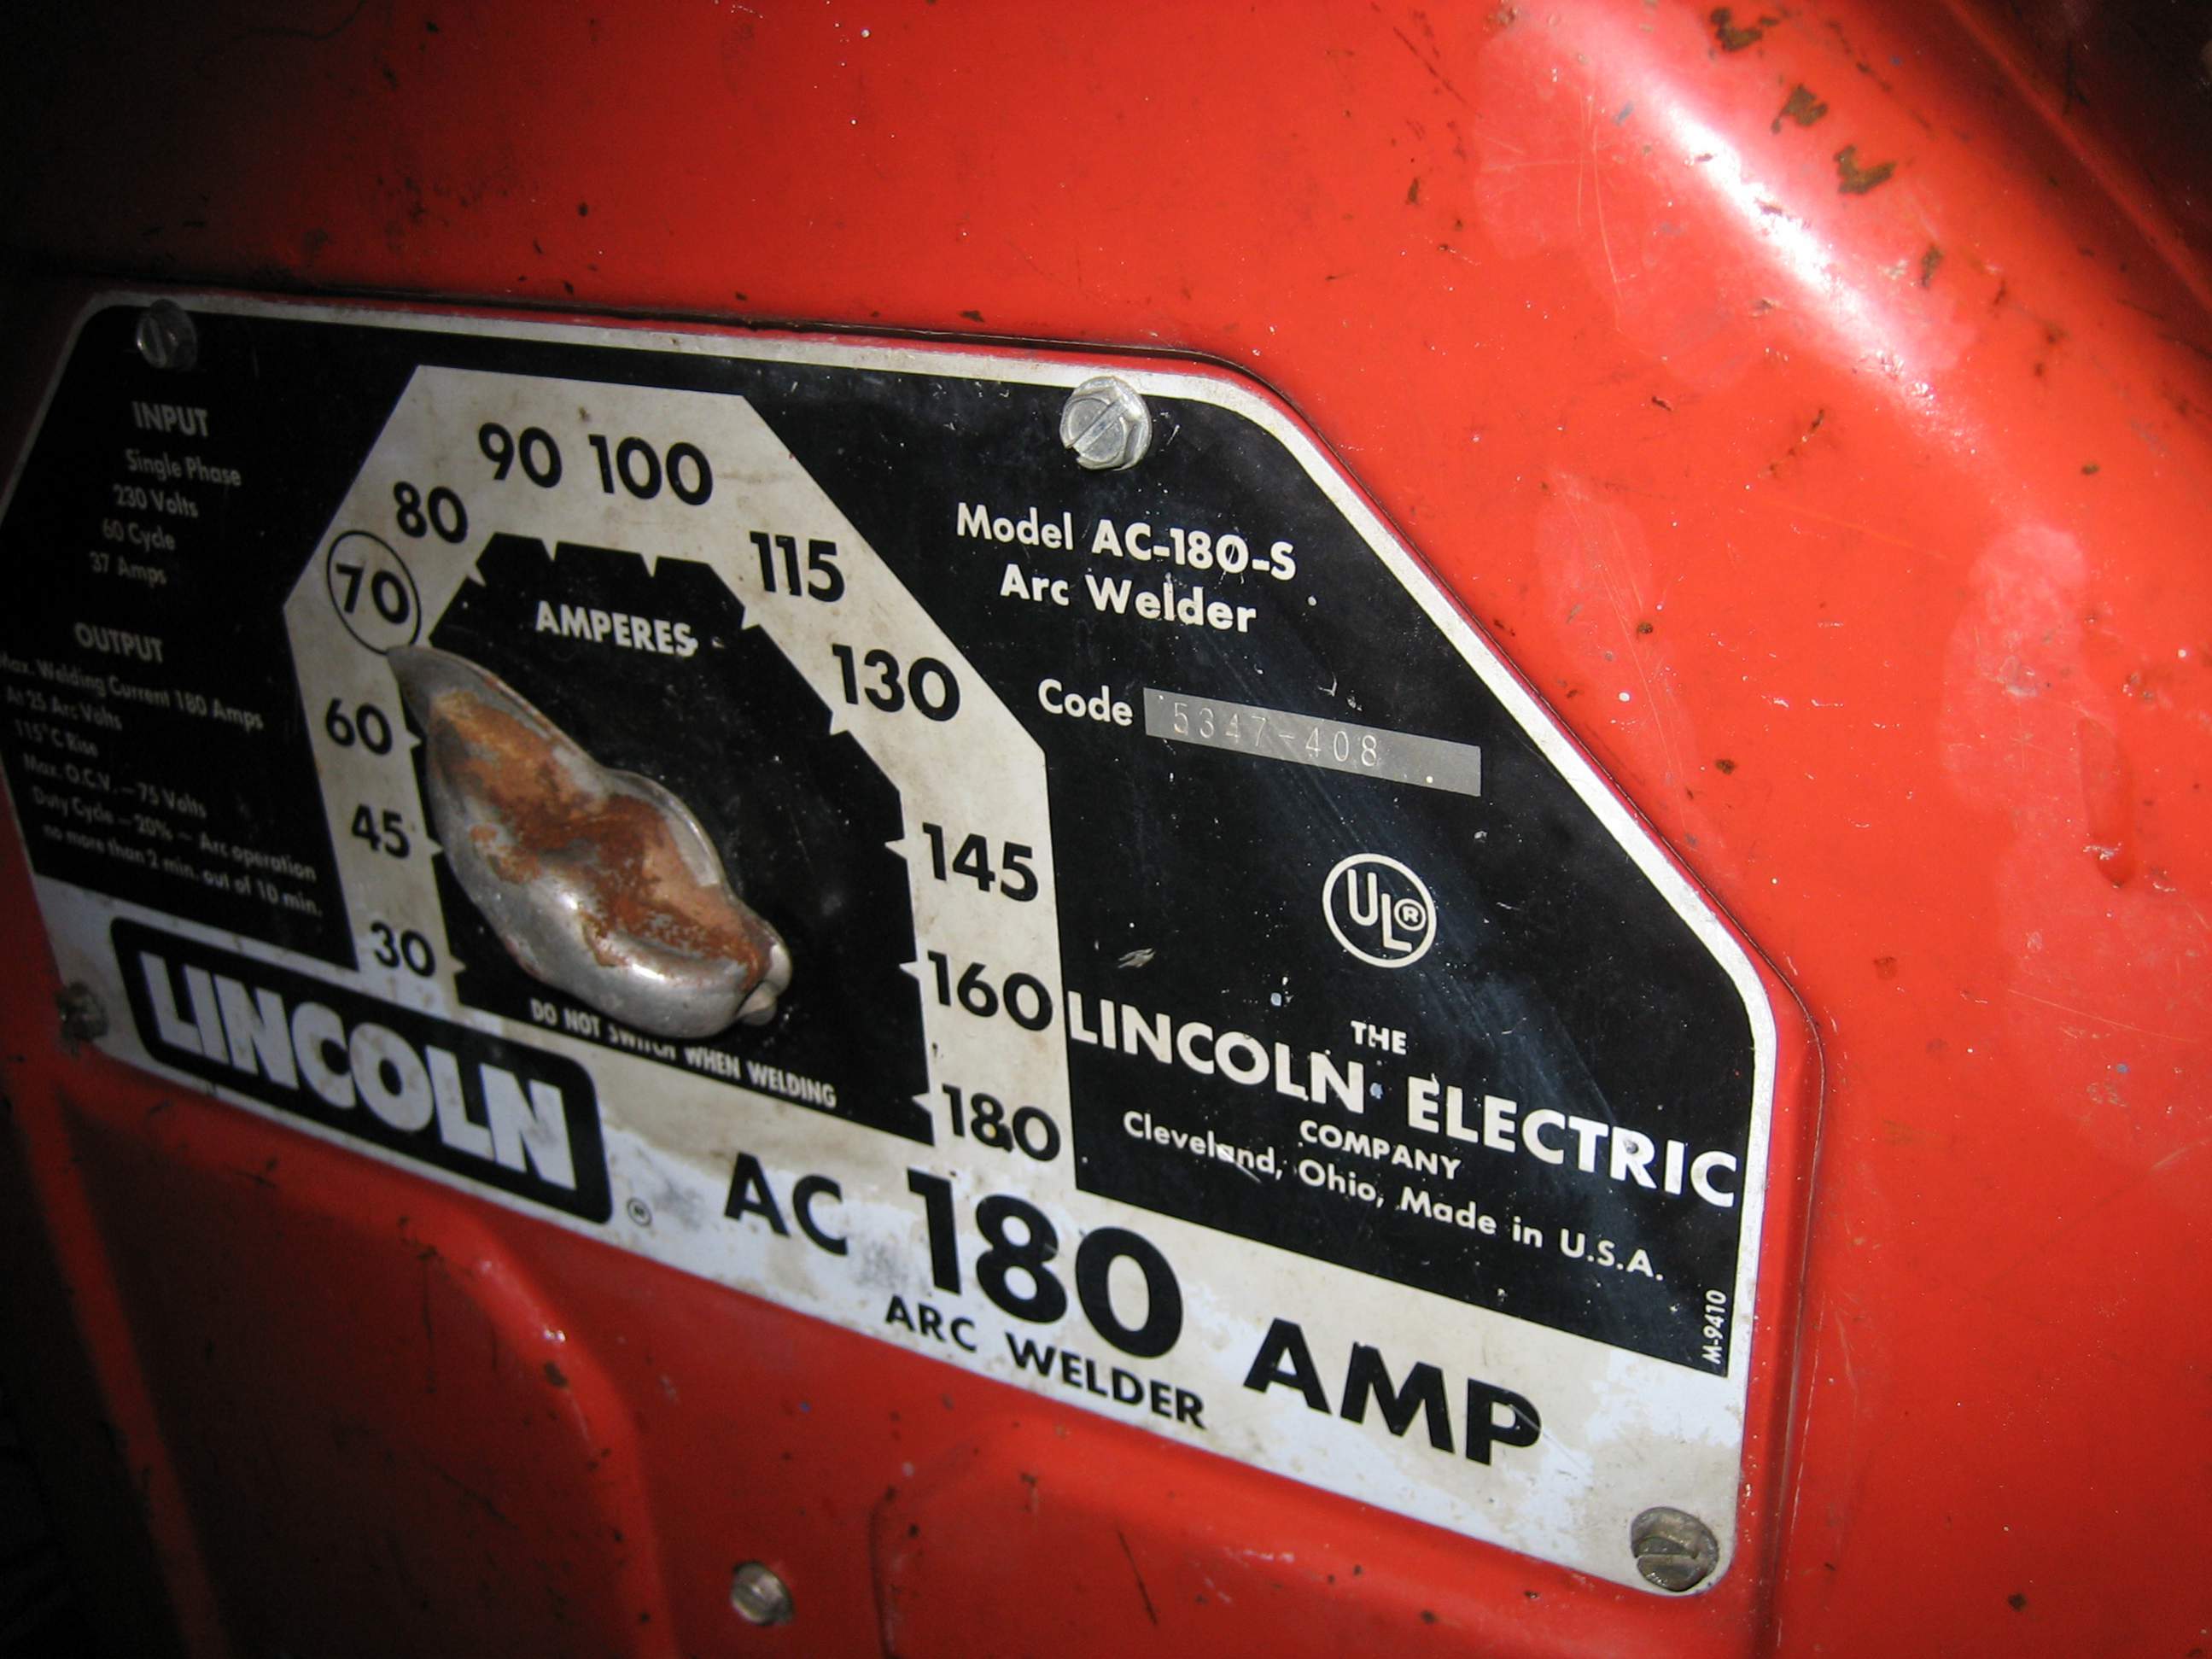 INPUT
Single Phase
230 Volts
60 Cycle
37 Amps
OUTPUT
Max. Welding Current 180 Amps
At 25 Arc Volts
115°C Rise
Max. O.C.V. — 75 Volts
Duty Cycle — 20% — Arc operation
no more than 2 min. out of 10 min.
30
45
60
70
80
90
100
115
130
145
160
180
AMPERES
DO NOT SWITCH WHEN WELDING
Model AC-180-S
Arc Welder
Code 5347-408
UL®
THE
LINCOLN ELECTRIC
COMPANY
Cleveland, Ohio, Made in U.S.A.
M-9410
LINCOLN ®
AC 180 AMP
ARC WELDER